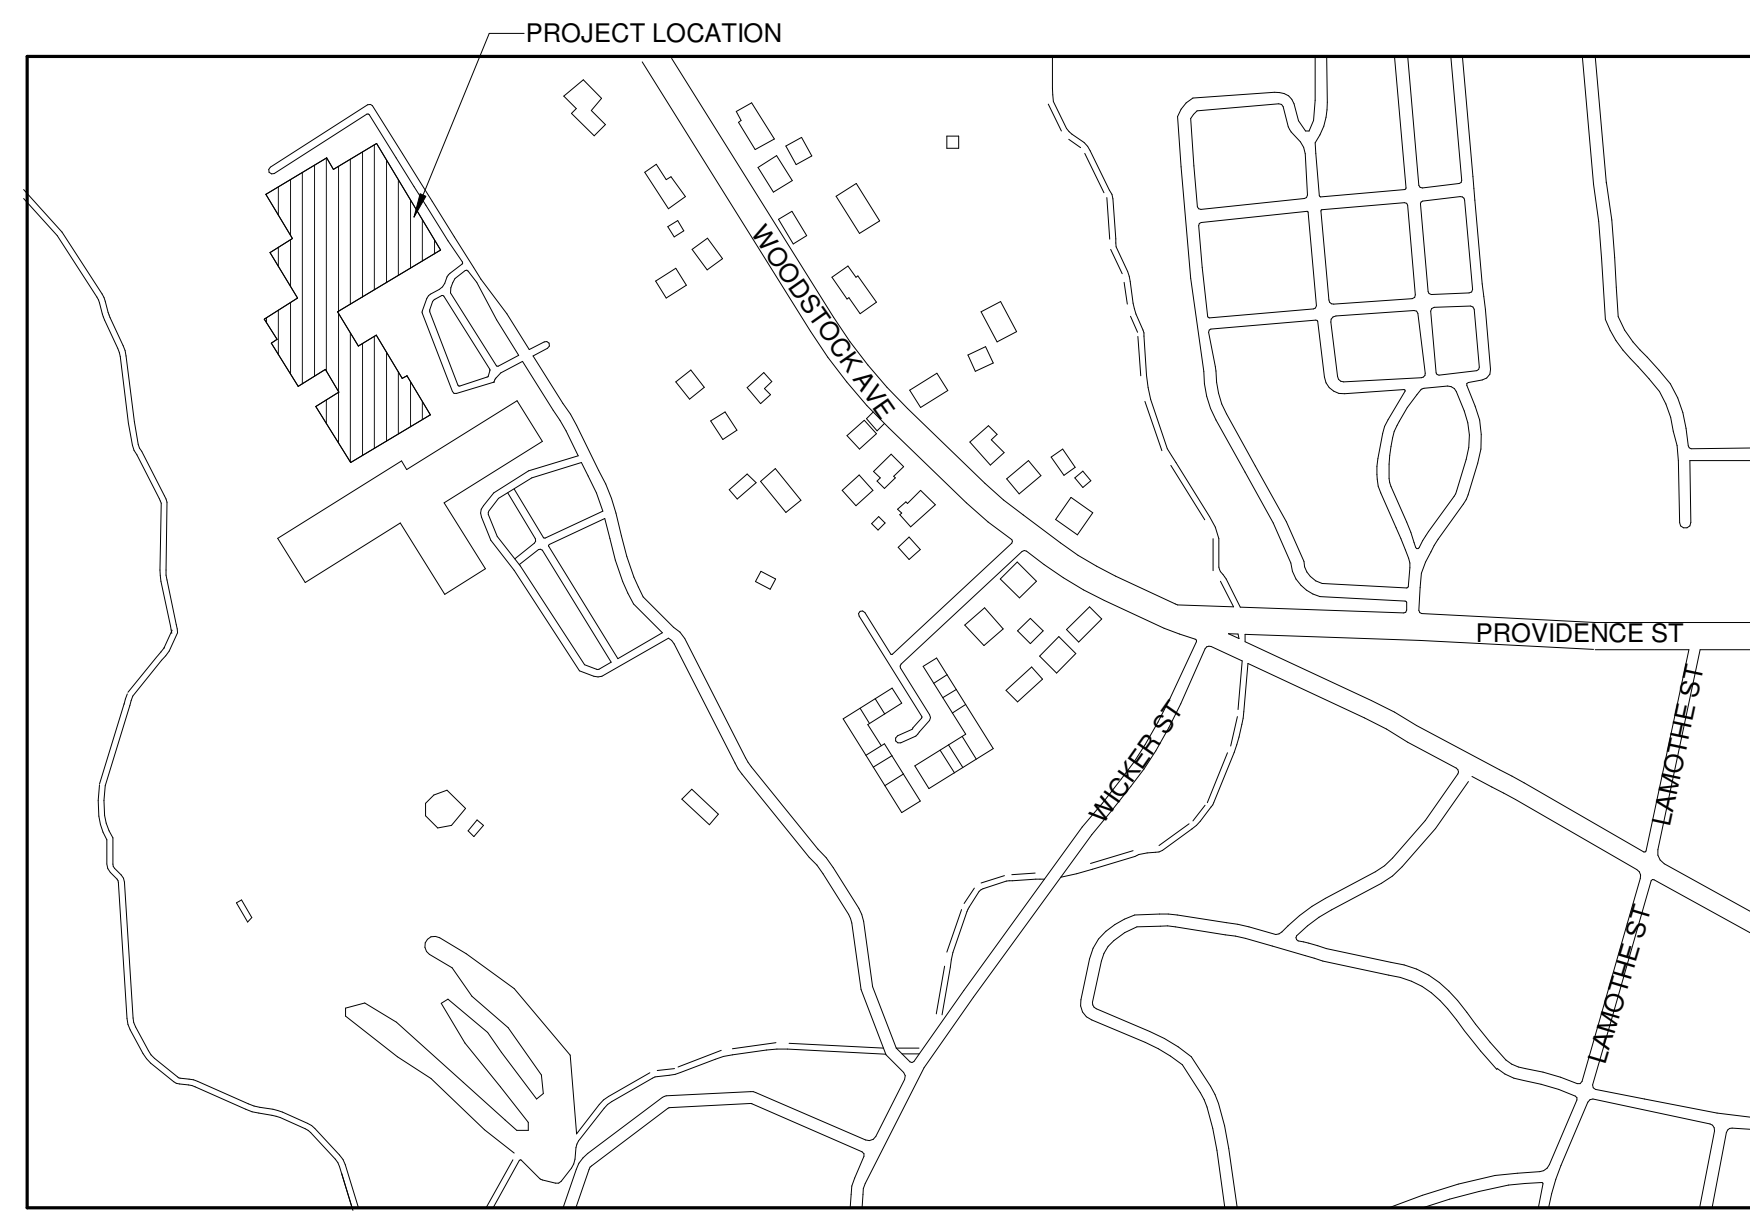 PROJECT LOCATION
WOODSTOCK AVE
PROVIDENCE ST
LAMOTHE ST
WICKER ST
LAMOTHE ST